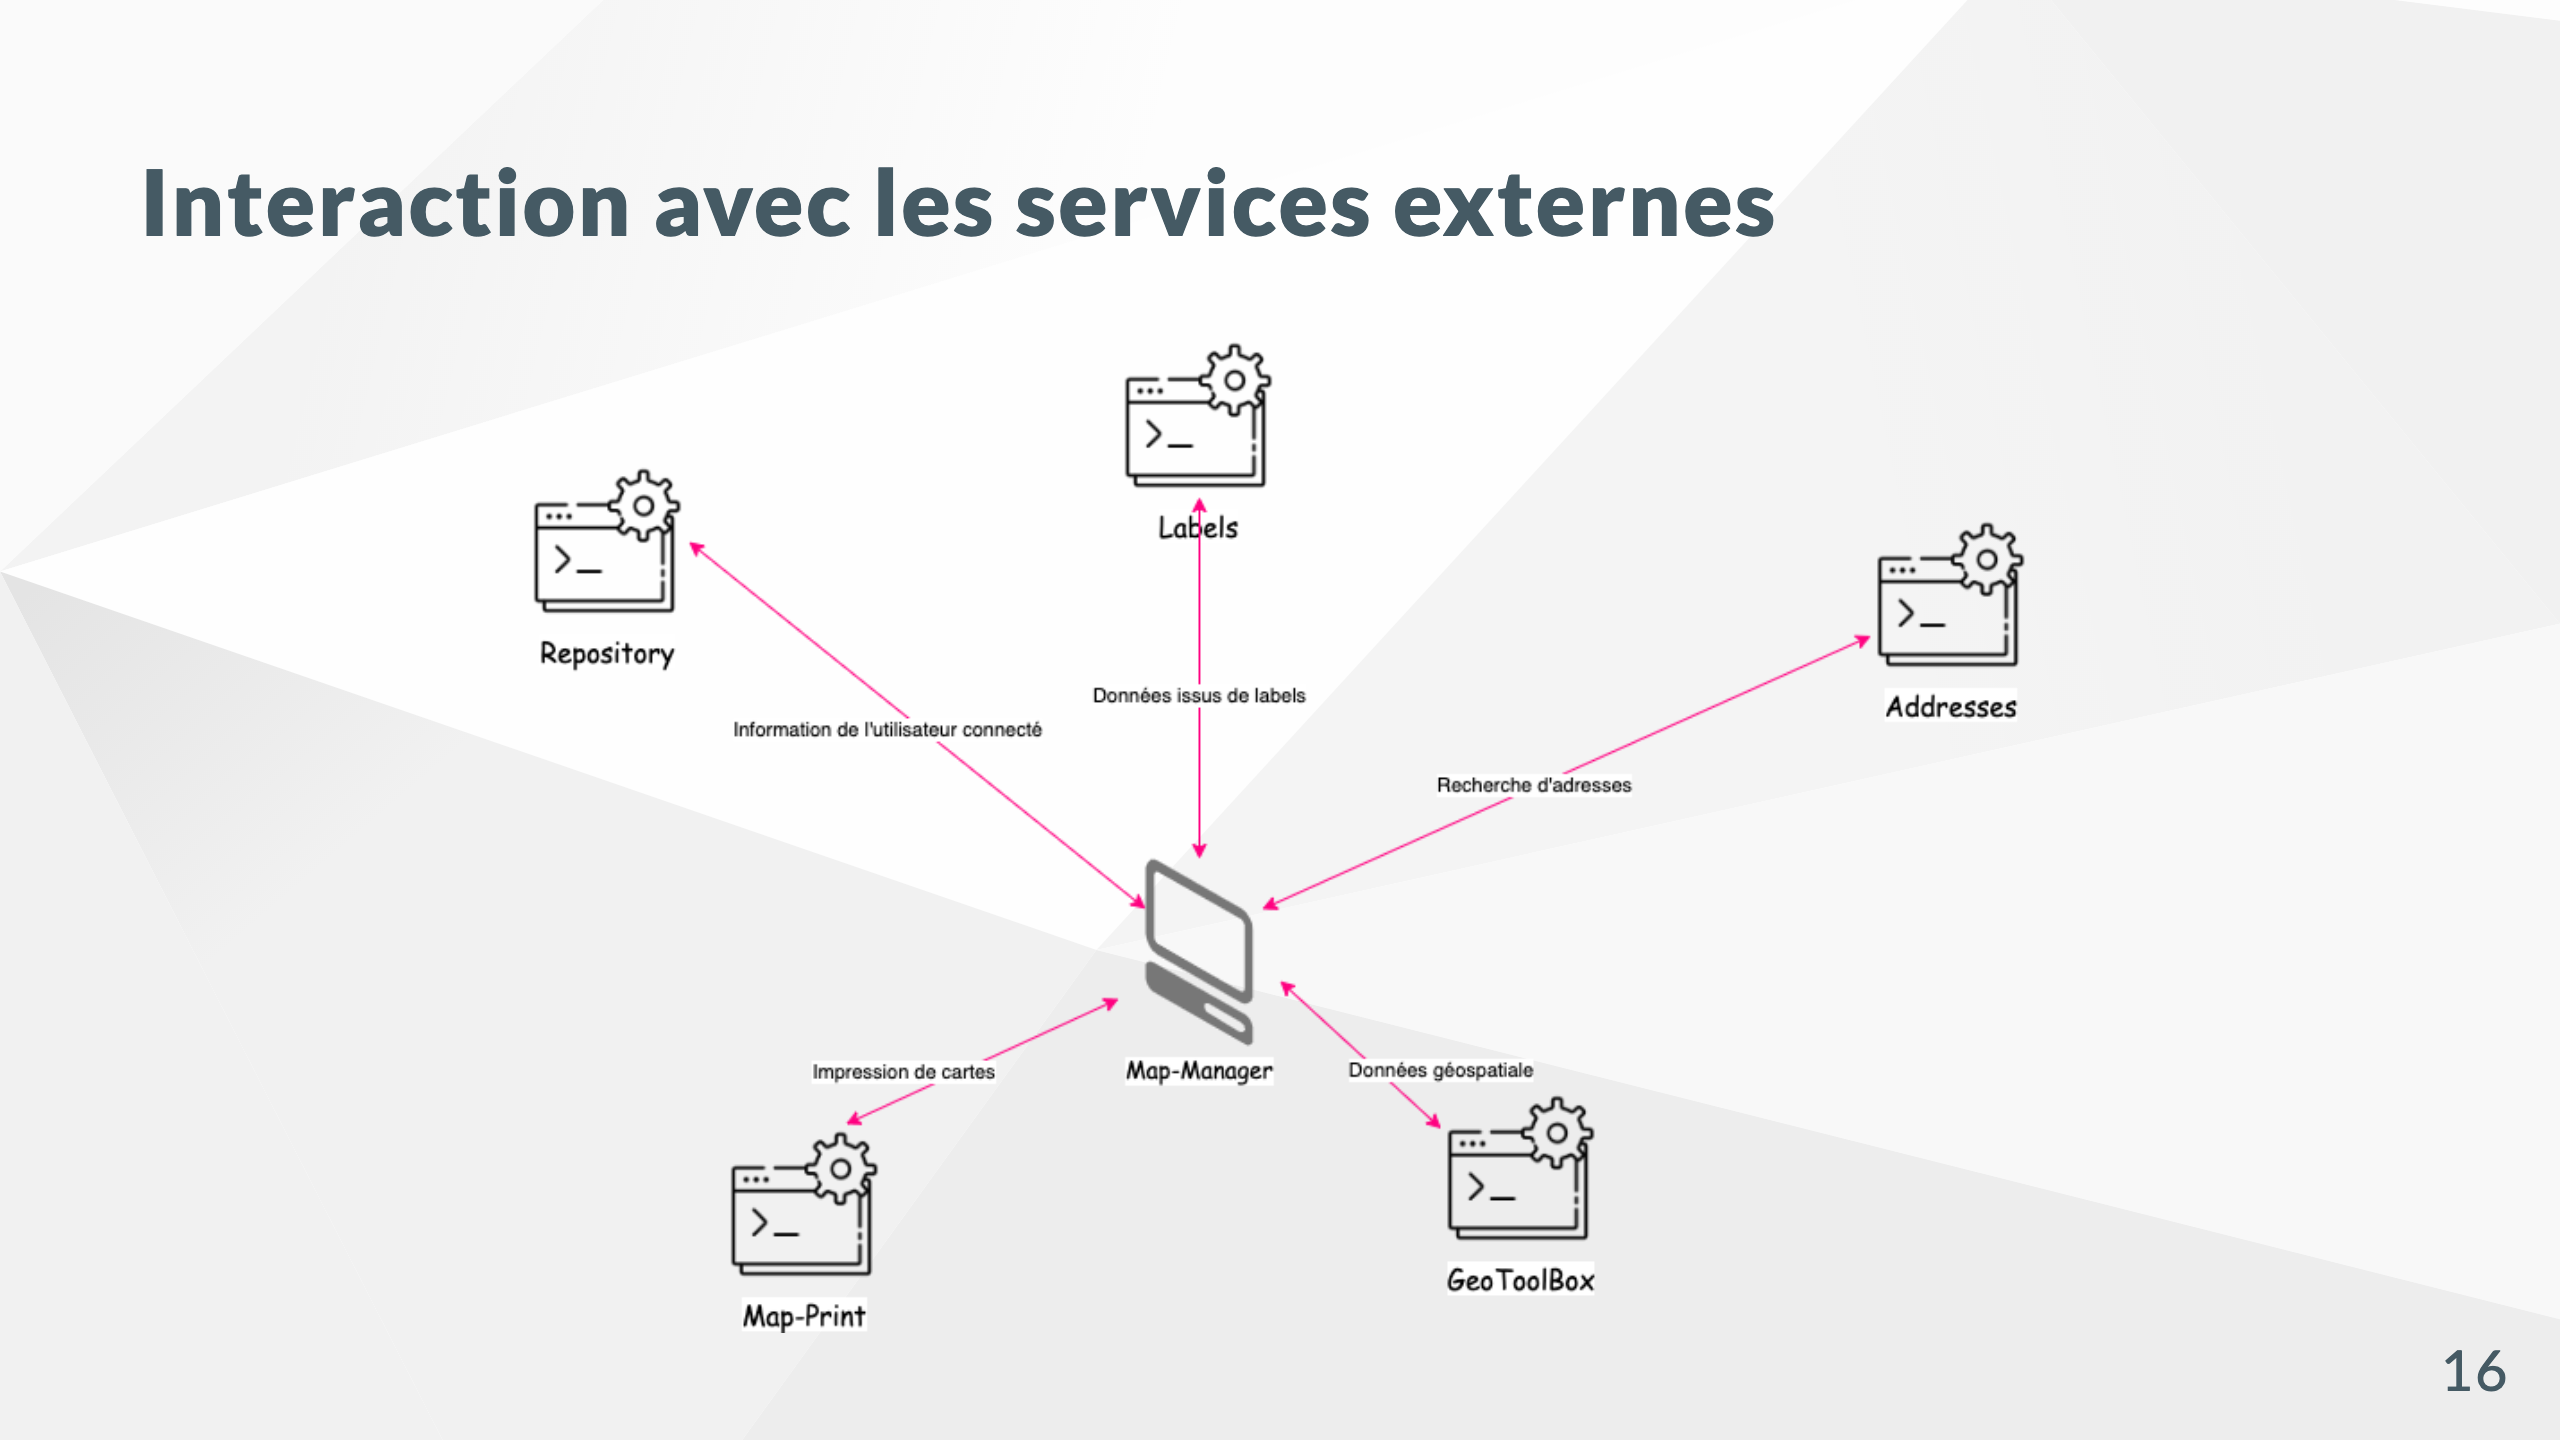 Interaction avec les services externes
Labels
Repository
Données issus de labels
Addresses
Information de l'utilisateur connecté
Recherche d'adresses
Impression de cartes
Map-Manager
Données géospatiale
GeoToolBox
Map-Print
16